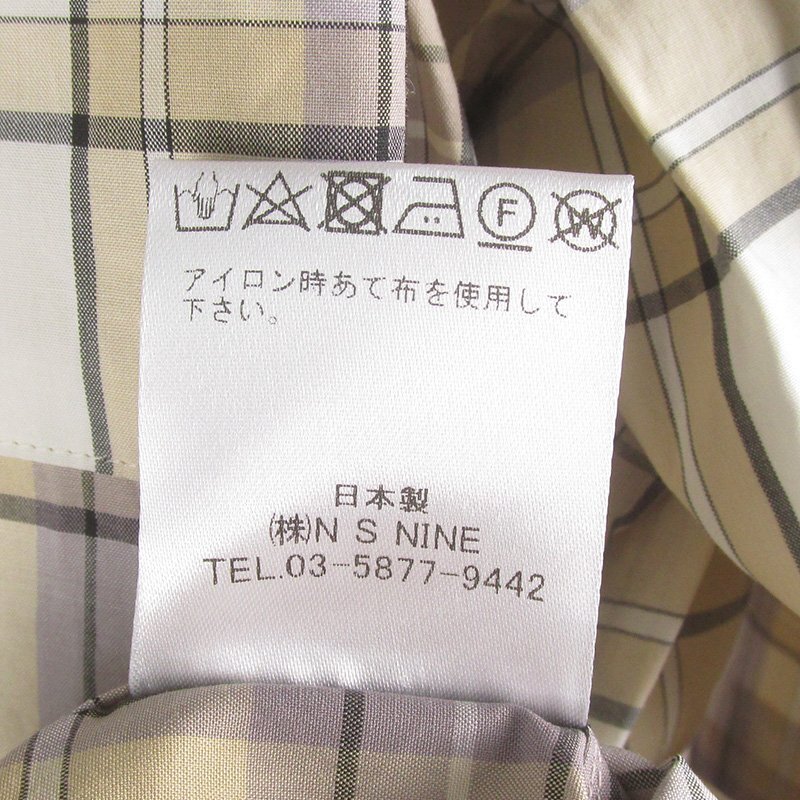 F W
アイロン時あて布を使用して
下さい。
日本製
㈱N S NINE
TEL.03-5877-9442